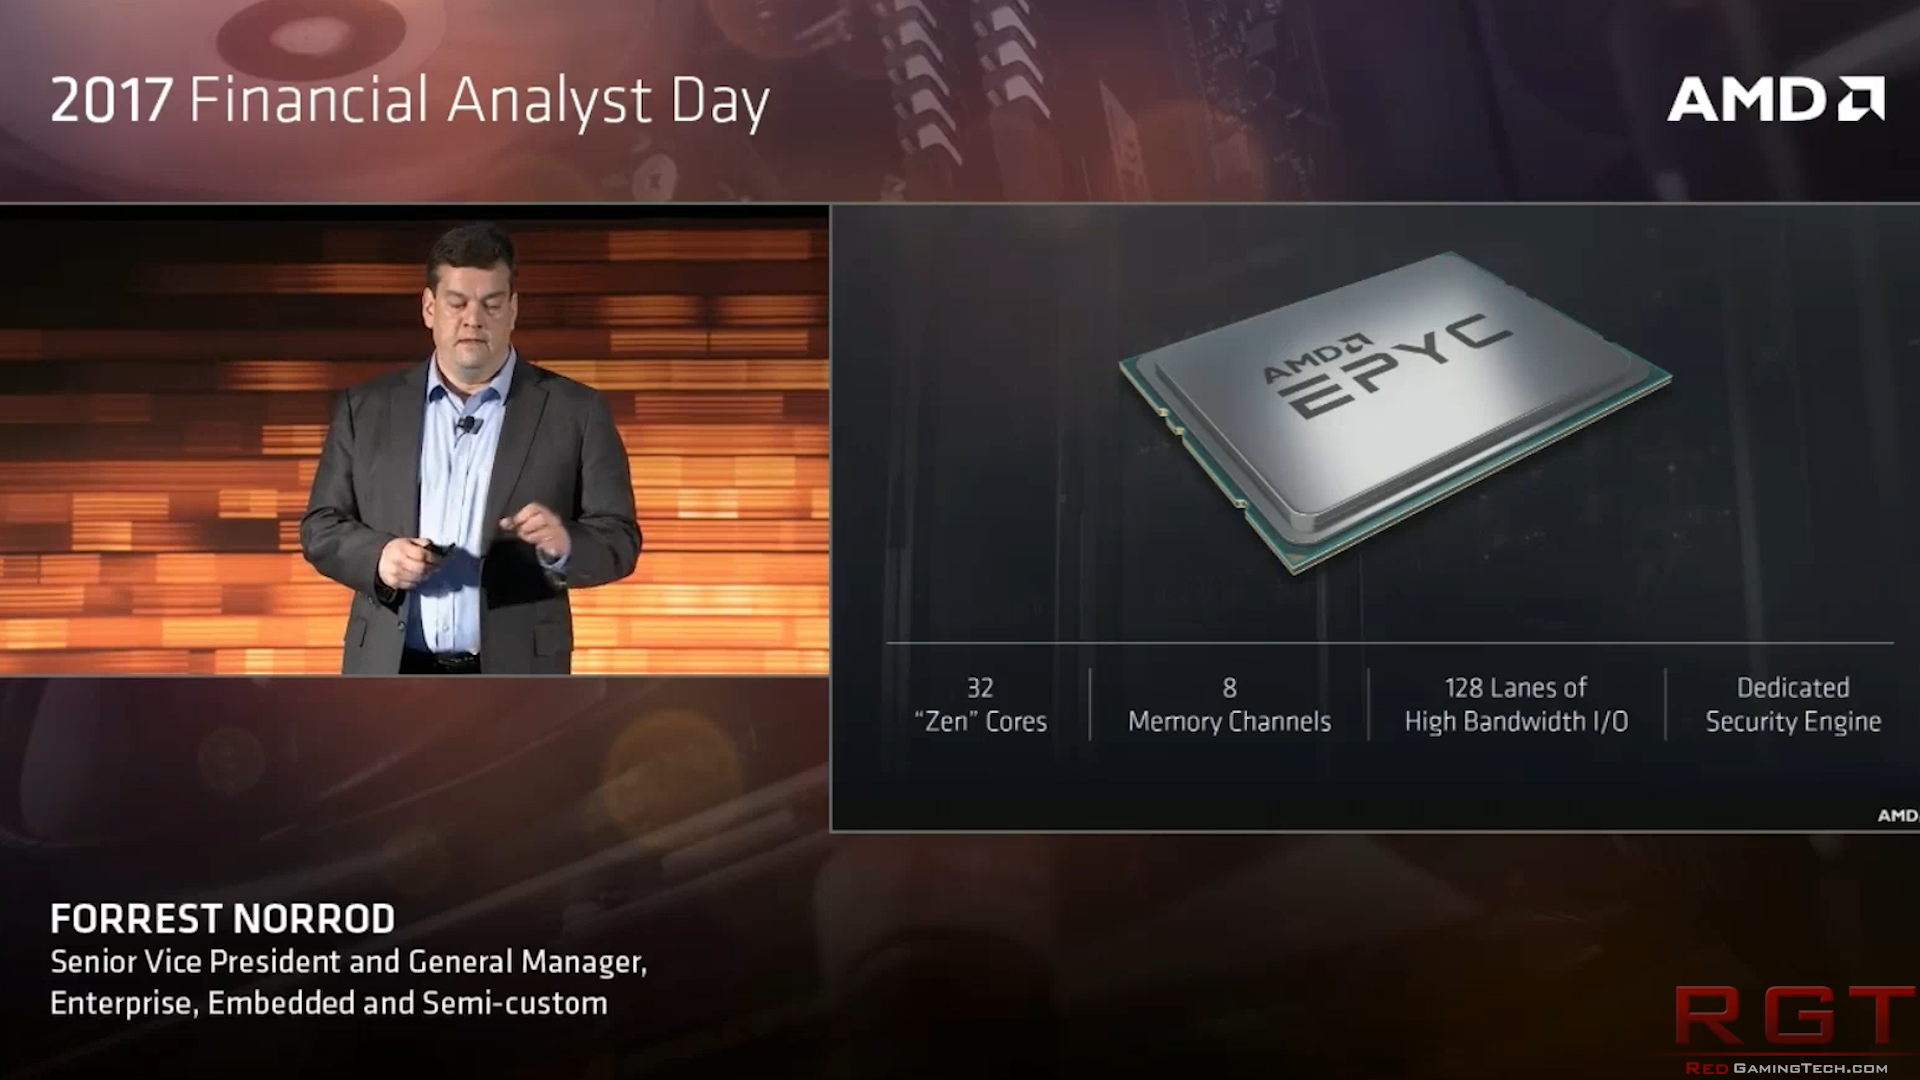 2017 Financial Analyst Day
AMD
AMD
EPYC
32
“Zen” Cores
8
Memory Channels
128 Lanes of
High Bandwidth I/O
Dedicated
Security Engine
AMD
FORREST NORROD
Senior Vice President and General Manager,
Enterprise, Embedded and Semi-custom
RGT
REDGAMINGTECH.COM